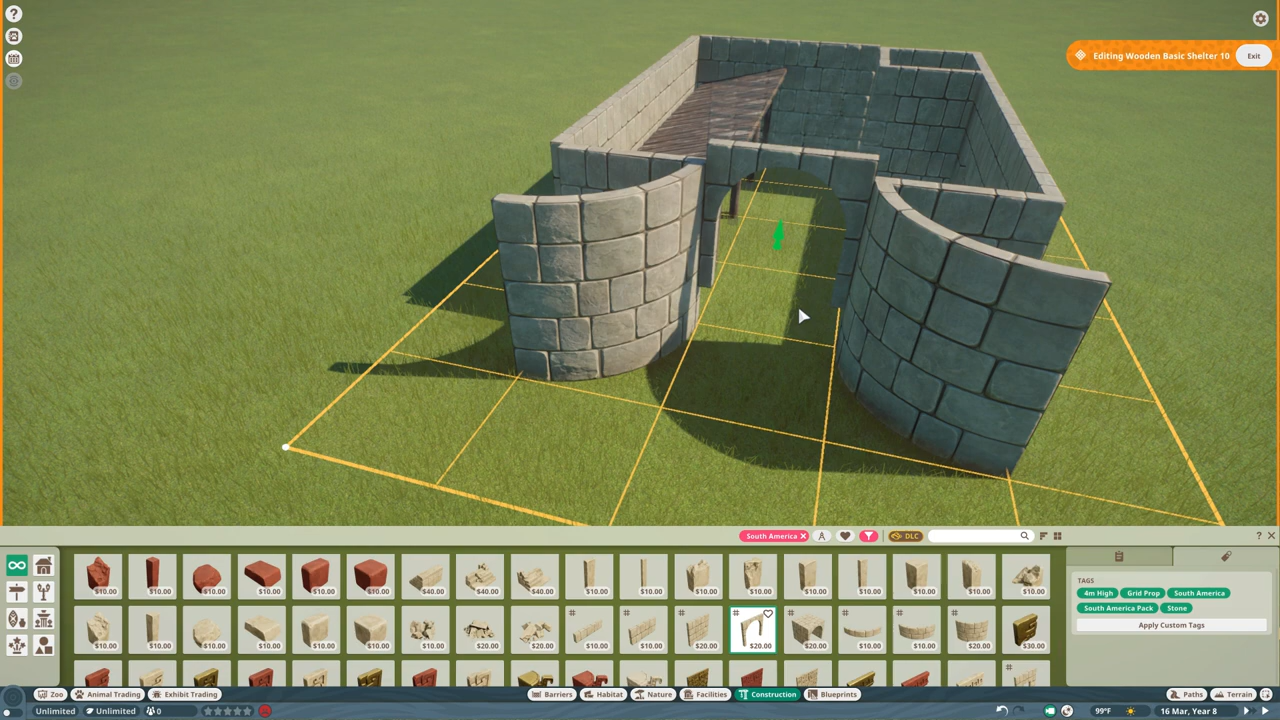 ?
Editing Wooden Basic Shelter 10
Exit
South America
DLC
?
$10.00 $10.00 $10.00 $10.00 $10.00 $10.00 $40.00 $40.00 $40.00 $10.00 $10.00 $10.00 $10.00 $10.00 $10.00 $10.00 $10.00 $10.00
$10.00 $10.00 $10.00 $10.00 $10.00 $10.00 $10.00 $20.00 $20.00 $10.00 $10.00 $20.00 $20.00 $20.00 $10.00 $10.00 $20.00 $30.00
TAGS
4m High
Grid Prop
South America
South America Pack
Stone
Apply Custom Tags
Zoo
Animal Trading
Exhibit Trading
Barriers
Habitat
Nature
Facilities
Construction
Blueprints
Paths
Terrain
Unlimited
Unlimited
0
99°F
16 Mar, Year 8